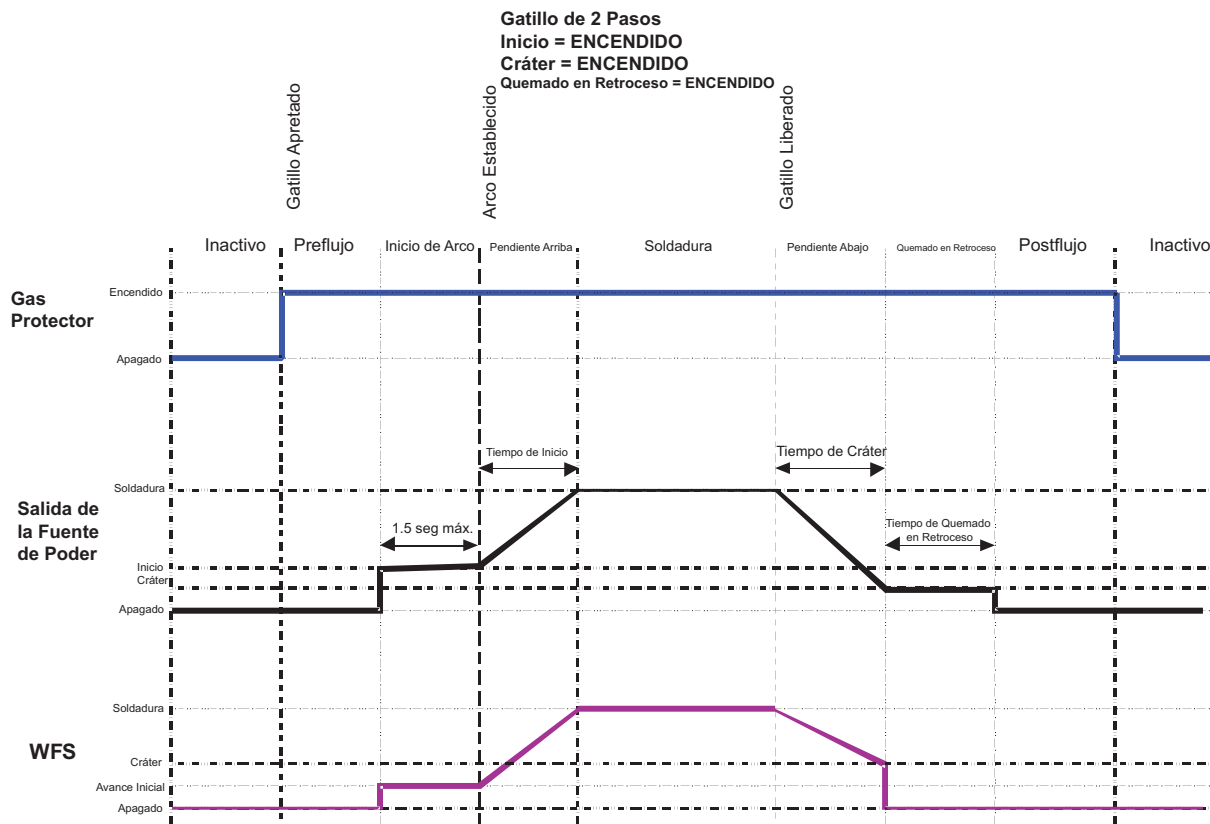 Gatillo de 2 Pasos
Inicio = ENCENDIDO
Cráter = ENCENDIDO
Quemado en Retroceso = ENCENDIDO
Gatillo Apretado
Arco Establecido
Gatillo Liberado
Inactivo
Preflujo
Inicio de Arco
Pendiente Arriba
Soldadura
Pendiente Abajo
Quemado en Retroceso
Postflujo
Inactivo
Gas
Protector
Encendido
Apagado
Salida de
la Fuente
de Poder
Soldadura
Inicio
Cráter
Apagado
1.5 seg máx.
Tiempo de Inicio
Tiempo de Cráter
Tiempo de Quemado
en Retroceso
WFS
Soldadura
Cráter
Avance Inicial
Apagado